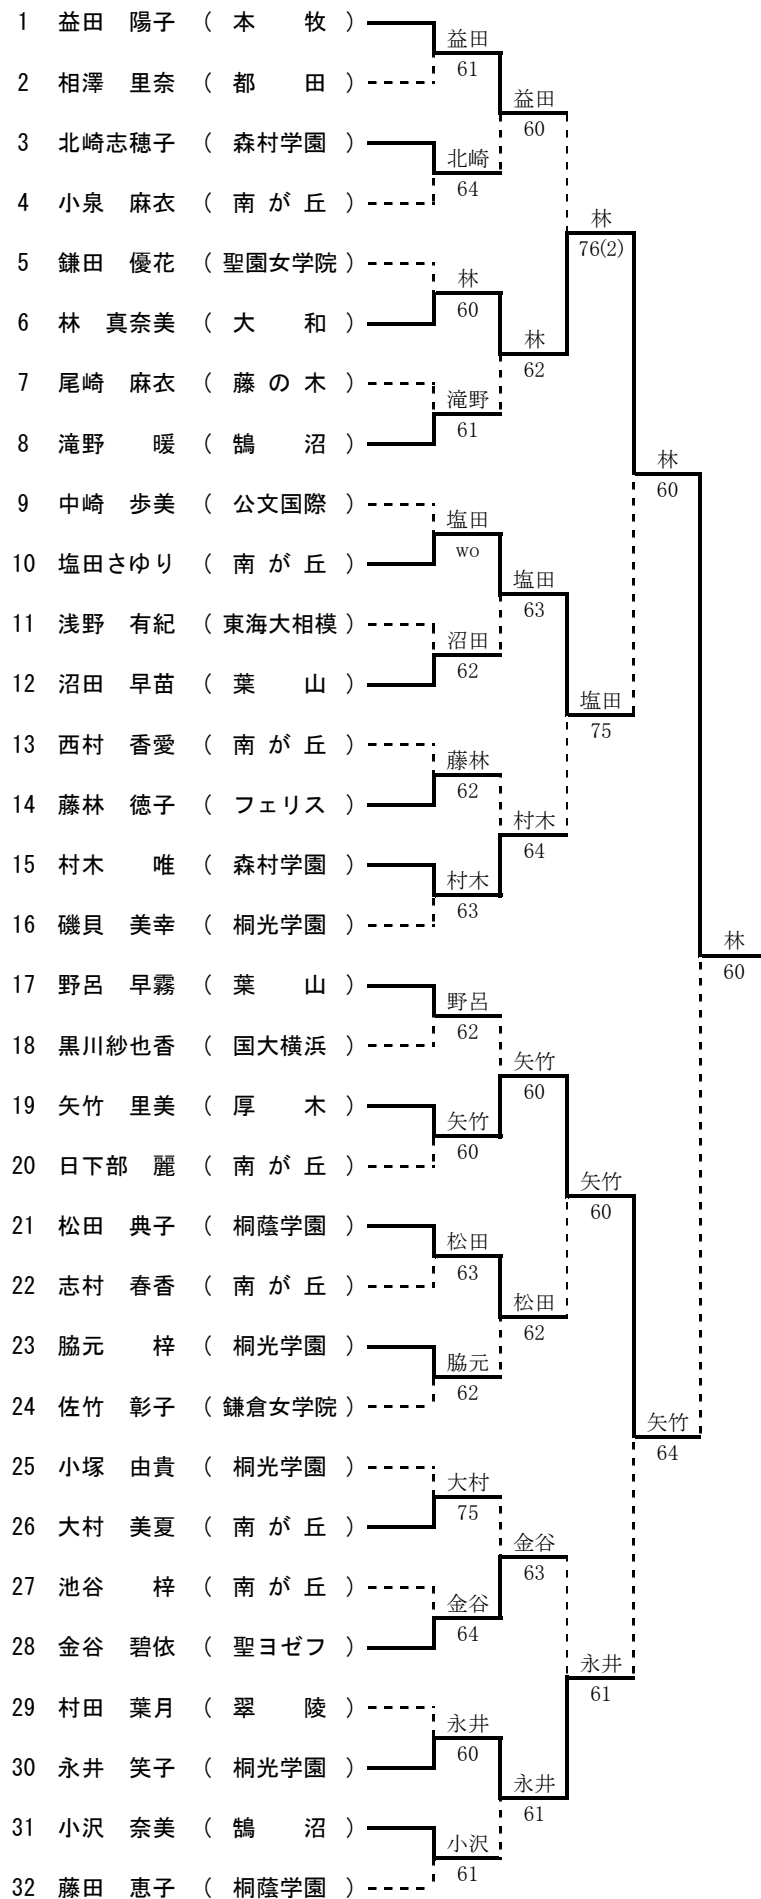 1 益田 陽子 ( 本 牧 )
益田
61
2 相澤 里奈 ( 都 田 )
益田
60
3 北崎志穂子 ( 森村学園 )
北崎
64
4 小泉 麻衣 ( 南が丘 )
林
76(2)
5 鎌田 優花 ( 聖園女学院 )
林
60
6 林 真奈美 ( 大 和 )
林
62
7 尾崎 麻衣 ( 藤の木 )
滝野
61
8 滝野 暖 ( 鵠 沼 )
林
60
9 中崎 歩美 ( 公文国際 )
塩田
wo
10 塩田さゆり ( 南が丘 )
塩田
63
11 浅野 有紀 ( 東海大相模 )
沼田
62
12 沼田 早苗 ( 葉 山 )
塩田
75
13 西村 香愛 ( 南が丘 )
藤林
62
14 藤林 徳子 ( フェリス )
村木
64
15 村木 唯 ( 森村学園 )
村木
63
16 磯貝 美幸 ( 桐光学園 )
林
60
17 野呂 早霧 ( 葉 山 )
野呂
62
18 黒川紗也香 ( 国大横浜 )
矢竹
60
19 矢竹 里美 ( 厚 木 )
矢竹
60
20 日下部 麗 ( 南が丘 )
矢竹
60
21 松田 典子 ( 桐蔭学園 )
松田
63
22 志村 春香 ( 南が丘 )
松田
62
23 脇元 梓 ( 桐光学園 )
脇元
62
24 佐竹 彰子 ( 鎌倉女学院 )
矢竹
64
25 小塚 由貴 ( 桐光学園 )
大村
75
26 大村 美夏 ( 南が丘 )
金谷
63
27 池谷 梓 ( 南が丘 )
金谷
64
28 金谷 碧依 ( 聖ヨゼフ )
永井
61
29 村田 葉月 ( 翠 陵 )
永井
60
30 永井 笑子 ( 桐光学園 )
永井
61
31 小沢 奈美 ( 鵠 沼 )
小沢
61
32 藤田 恵子 ( 桐蔭学園 )